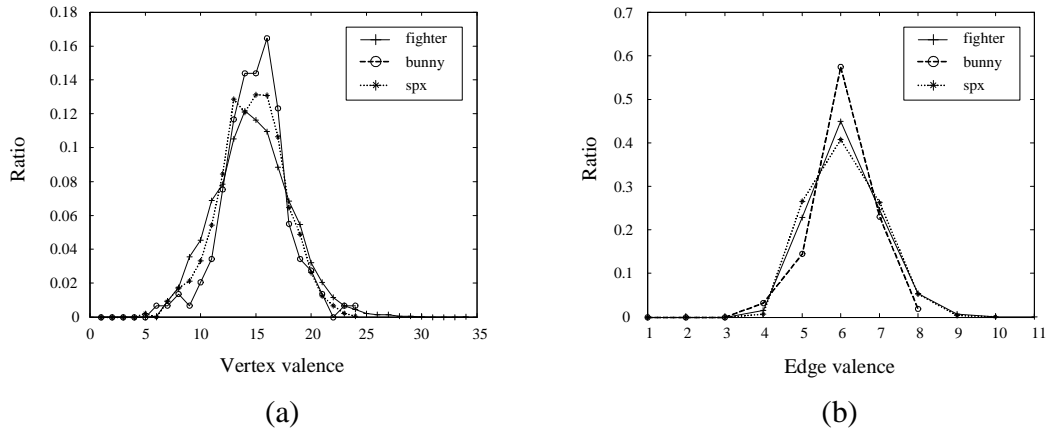 0.18
0.16
0.14
0.12
0.1
0.08
0.06
0.04
0.02
0
Ratio
fighter
bunny
spx
0 5 10 15 20 25 30 35
Vertex valence
(a)
0.7
0.6
0.5
0.4
0.3
0.2
0.1
0
Ratio
fighter
bunny
spx
1 2 3 4 5 6 7 8 9 10 11
Edge valence
(b)